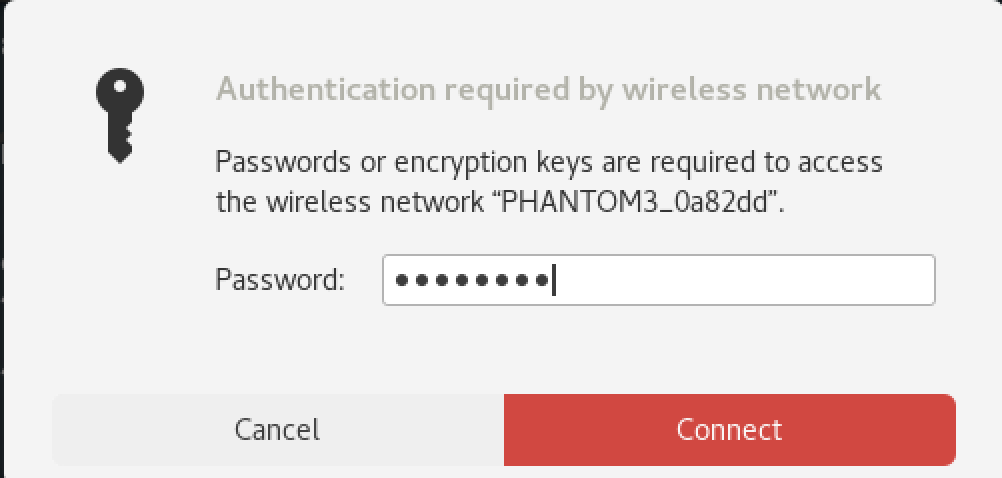 Authentication required by wireless network
Passwords or encryption keys are required to access
the wireless network “PHANTOM3_0a82dd”.
Password: ••••••••
Cancel
Connect